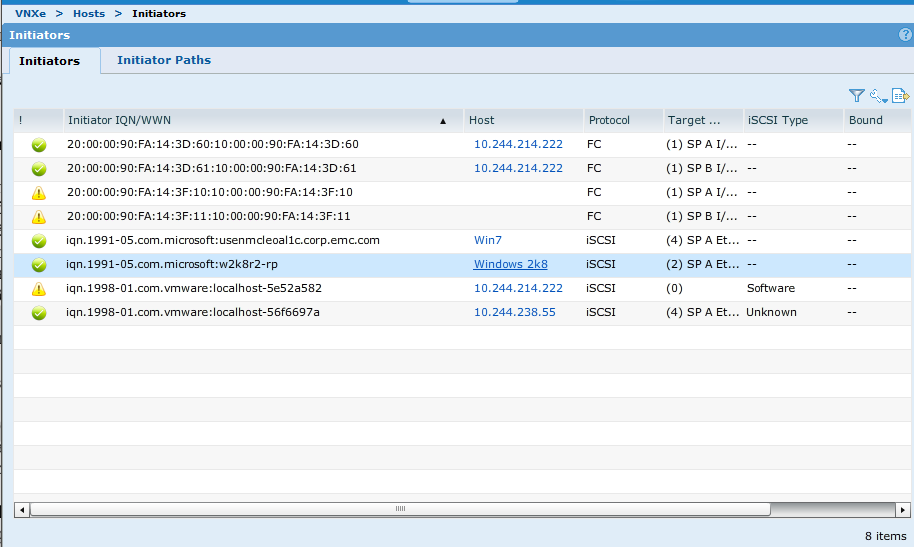 VNXe > Hosts > Initiators
Initiators ?
Initiators Initiator Paths
! Initiator IQN/WWN ▲ Host Protocol Target ... iSCSI Type Bound
20:00:00:90:FA:14:3D:60:10:00:00:90:FA:14:3D:60 10.244.214.222 FC (1) SP A I/... -- --
20:00:00:90:FA:14:3D:61:10:00:00:90:FA:14:3D:61 10.244.214.222 FC (1) SP B I/... -- --
20:00:00:90:FA:14:3F:10:10:00:00:90:FA:14:3F:10 FC (1) SP A I/... -- --
20:00:00:90:FA:14:3F:11:10:00:00:90:FA:14:3F:11 FC (1) SP B I/... -- --
iqn.1991-05.com.microsoft:usenmcleoal1c.corp.emc.com Win7 iSCSI (4) SP A Et... -- --
iqn.1991-05.com.microsoft:w2k8r2-rp Windows 2k8 iSCSI (2) SP A Et... -- --
iqn.1998-01.com.vmware:localhost-5e52a582 10.244.214.222 iSCSI (0) Software --
iqn.1998-01.com.vmware:localhost-56f6697a 10.244.238.55 iSCSI (4) SP A Et... Unknown --
8 items